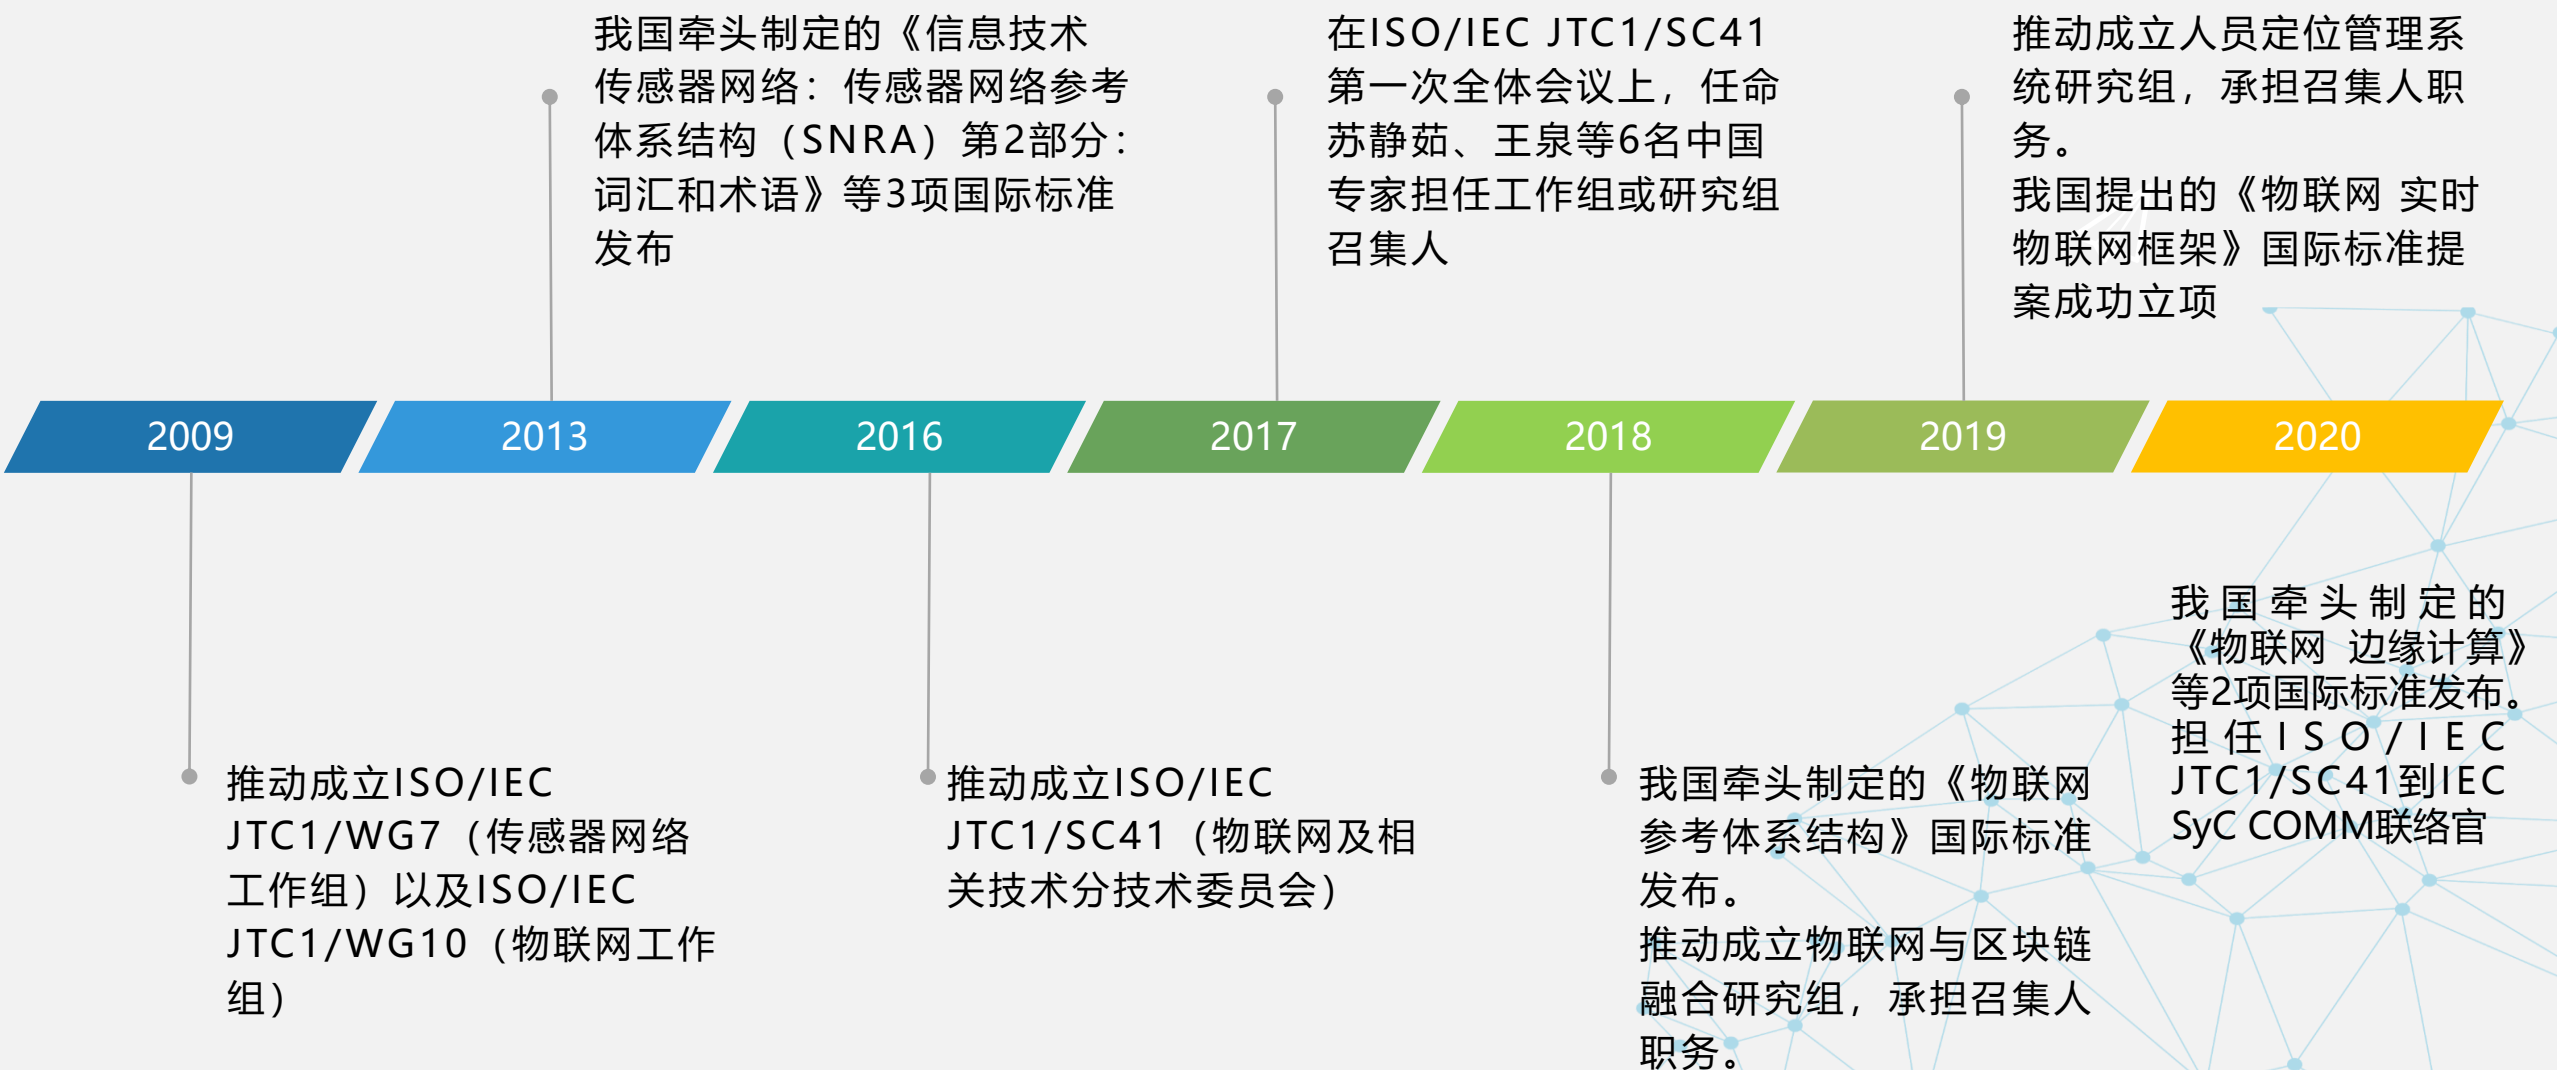 我国牵头制定的《信息技术
传感器网络：传感器网络参考
体系结构（SNRA）第2部分：
词汇和术语》等3项国际标准
发布
在ISO/IEC JTC1/SC41
第一次全体会议上，任命
苏静茹、王泉等6名中国
专家担任工作组或研究组
召集人
推动成立人员定位管理系
统研究组，承担召集人职
务。
我国提出的《物联网 实时
物联网框架》国际标准提
案成功立项
2009
2013
2016
2017
2018
2019
2020
推动成立ISO/IEC
JTC1/WG7（传感器网络
工作组）以及ISO/IEC
JTC1/WG10（物联网工作
组）
推动成立ISO/IEC
JTC1/SC41（物联网及相
关技术分技术委员会）
我国牵头制定的《物联网
参考体系结构》国际标准
发布。
推动成立物联网与区块链
融合研究组，承担召集人
职务。
我国牵头制定的
《物联网 边缘计算》
等2项国际标准发布。
担任ISO/IEC
JTC1/SC41到IEC
SyC COMM联络官